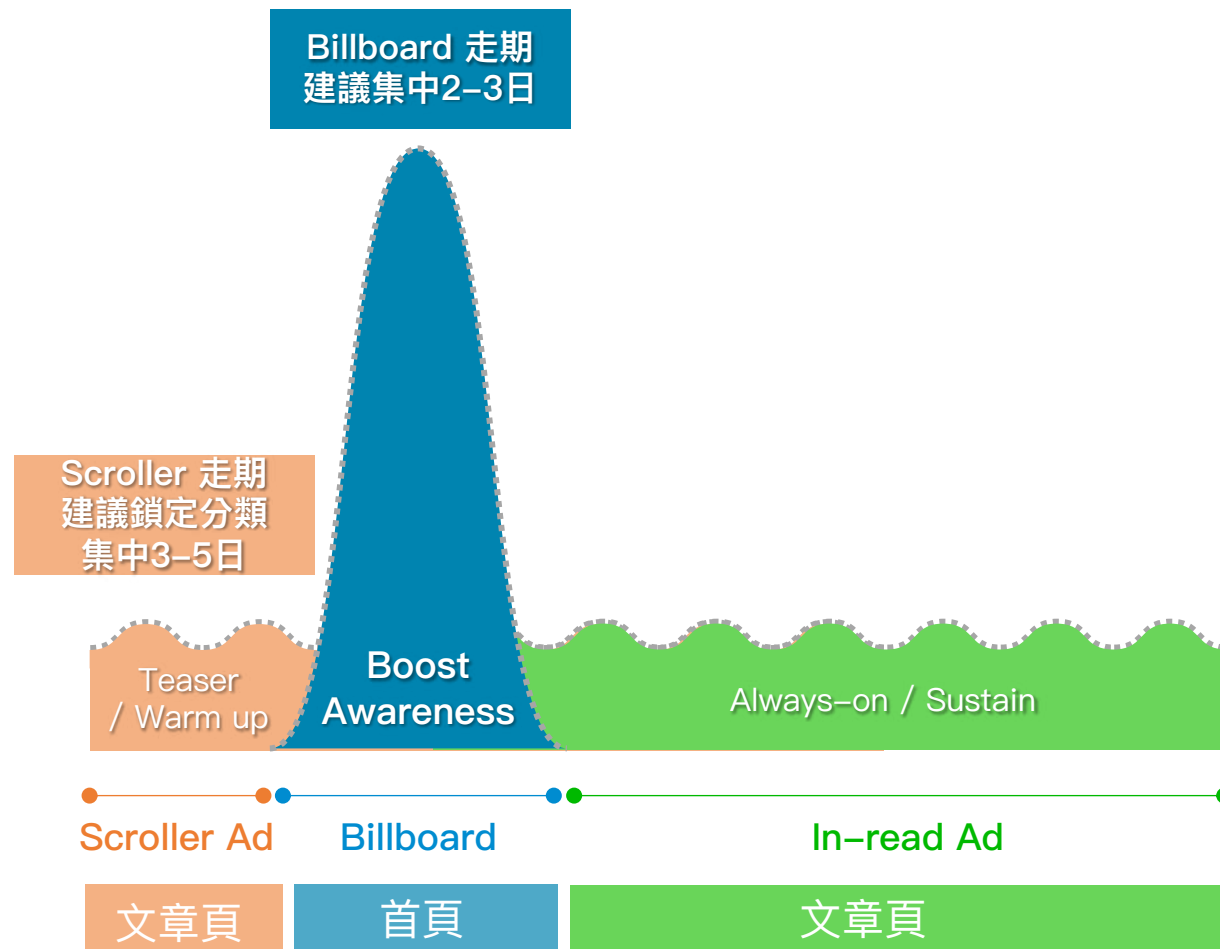 Billboard 走期
建議集中2-3日
Scroller 走期
建議鎖定分類
集中3-5日
Teaser
/ Warm up
Boost
Awareness
Always-on / Sustain
Scroller Ad
Billboard
In-read Ad
文章頁
首頁
文章頁